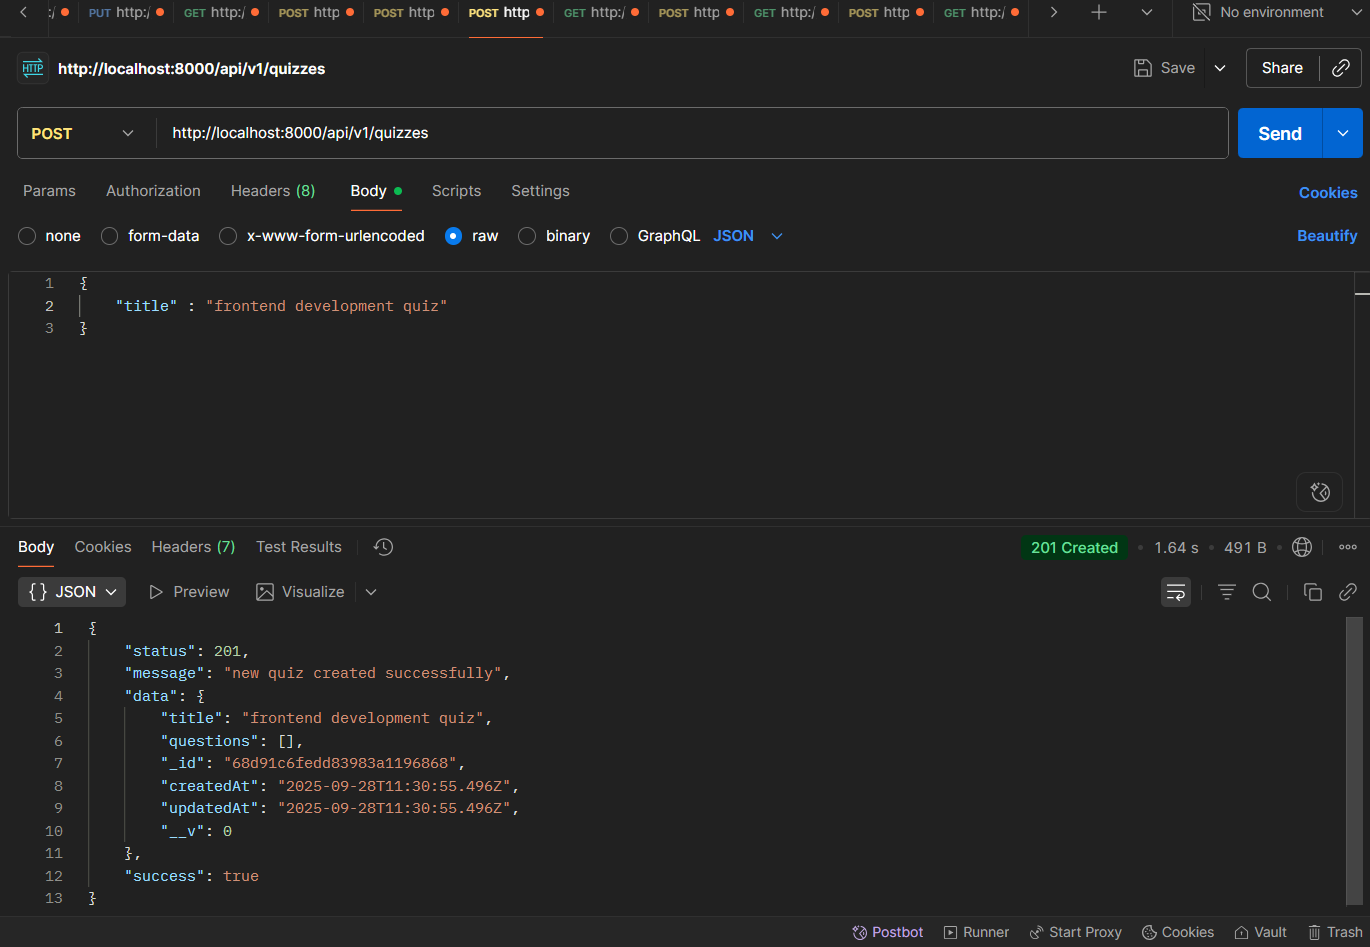 :/ PUT http:/ GET http:/ POST http POST http POST http GET http:/ POST http GET http:/ POST http GET http:/ No environment
HTTP http://localhost:8000/api/v1/quizzes Save Share
POST http://localhost:8000/api/v1/quizzes Send
Params Authorization Headers (8) Body Scripts Settings Cookies
none form-data x-www-form-urlencoded raw binary GraphQL JSON Beautify
1 {
2 "title" : "frontend development quiz"
3 }
Body Cookies Headers (7) Test Results 201 Created 1.64 s 491 B
{} JSON Preview Visualize
1 {
2 "status": 201,
3 "message": "new quiz created successfully",
4 "data": {
5 "title": "frontend development quiz",
6 "questions": [],
7 "_id": "68d91c6fedd83983a1196868",
8 "createdAt": "2025-09-28T11:30:55.496Z",
9 "updatedAt": "2025-09-28T11:30:55.496Z",
10 "__v": 0
11 },
12 "success": true
13 }
Postbot Runner Start Proxy Cookies Vault Trash